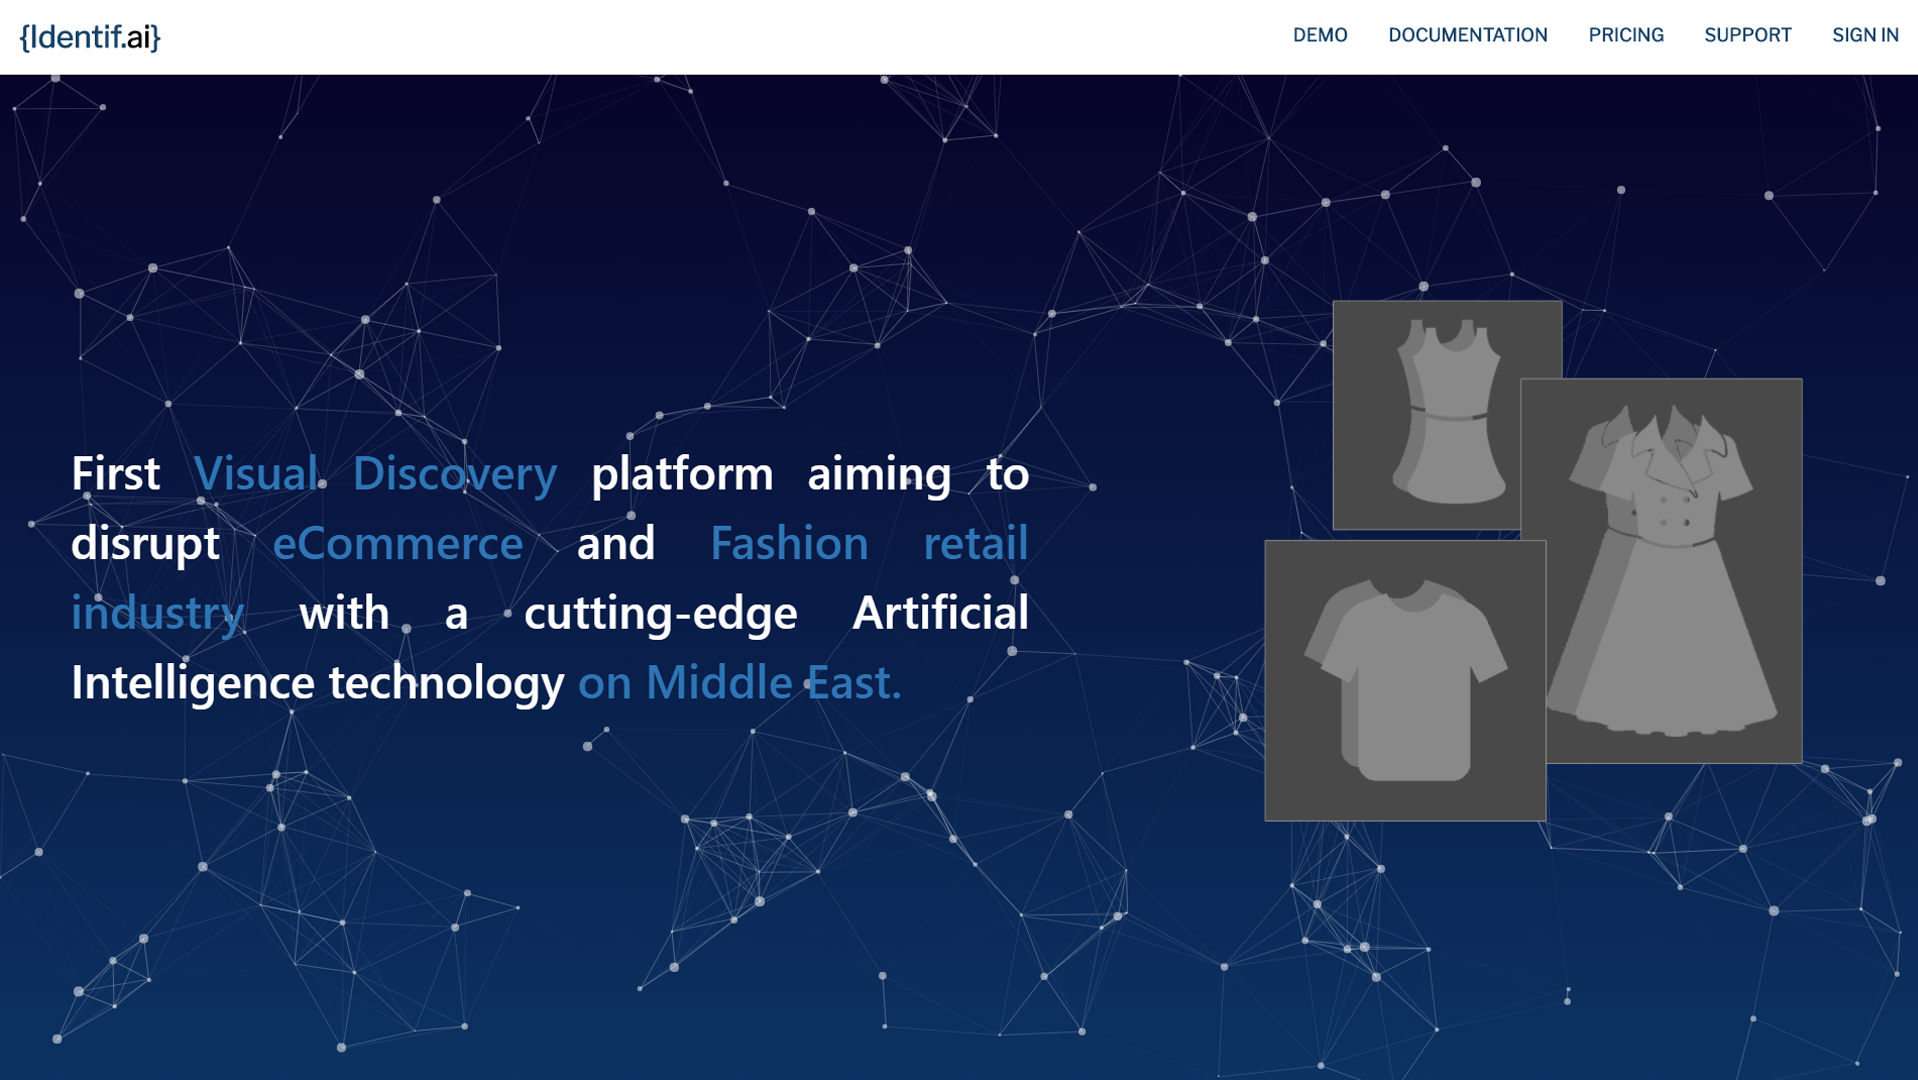 {Identif.ai}
DEMO DOCUMENTATION PRICING SUPPORT SIGN IN
First Visual Discovery platform aiming to
disrupt eCommerce and Fashion retail
industry with a cutting-edge Artificial
Intelligence technology on Middle East.